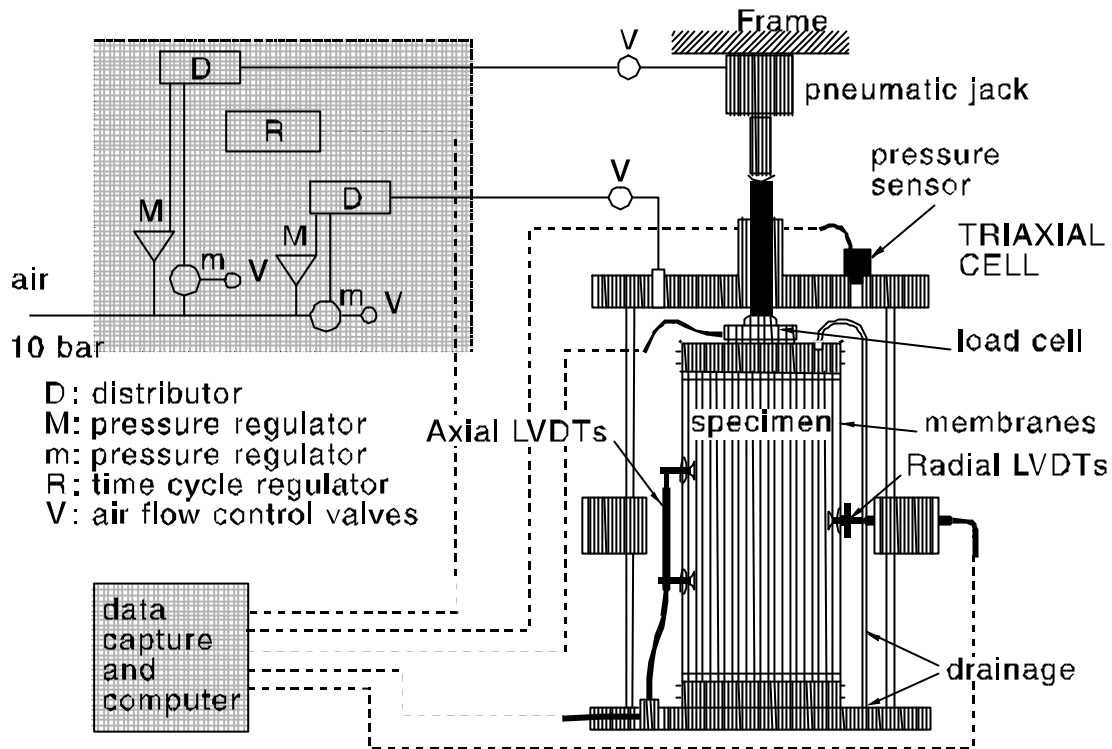 Frame
V
D
pneumatic jack
R
pressure
sensor
V
D
M
M
TRIAXIAL
CELL
m
V
m
V
air
10 bar
load cell
D: distributor
M: pressure regulator
m: pressure regulator
R: time cycle regulator
V: air flow control valves
Axial LVDTs
specimen
membranes
Radial LVDTs
data
capture
and
computer
drainage